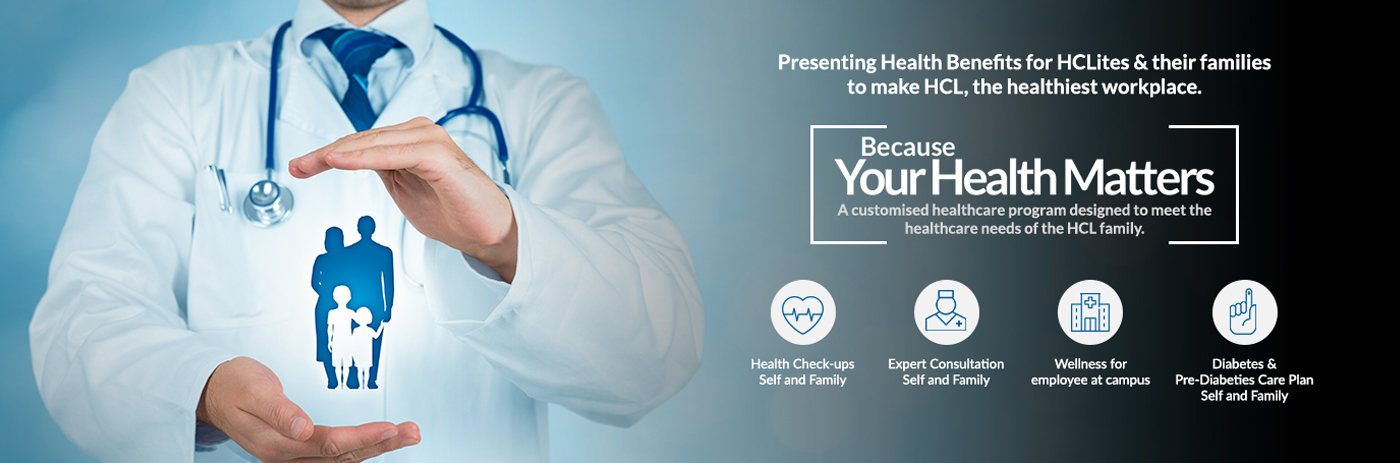 Presenting Health Benefits for HCLites & their families
to make HCL, the healthiest workplace.
Because
Your Health Matters
A customised healthcare program designed to meet the
healthcare needs of the HCL family.
Health Check-ups
Self and Family
Expert Consultation
Self and Family
Wellness for
employee at campus
Diabetes &
Pre-Diabeties Care Plan
Self and Family